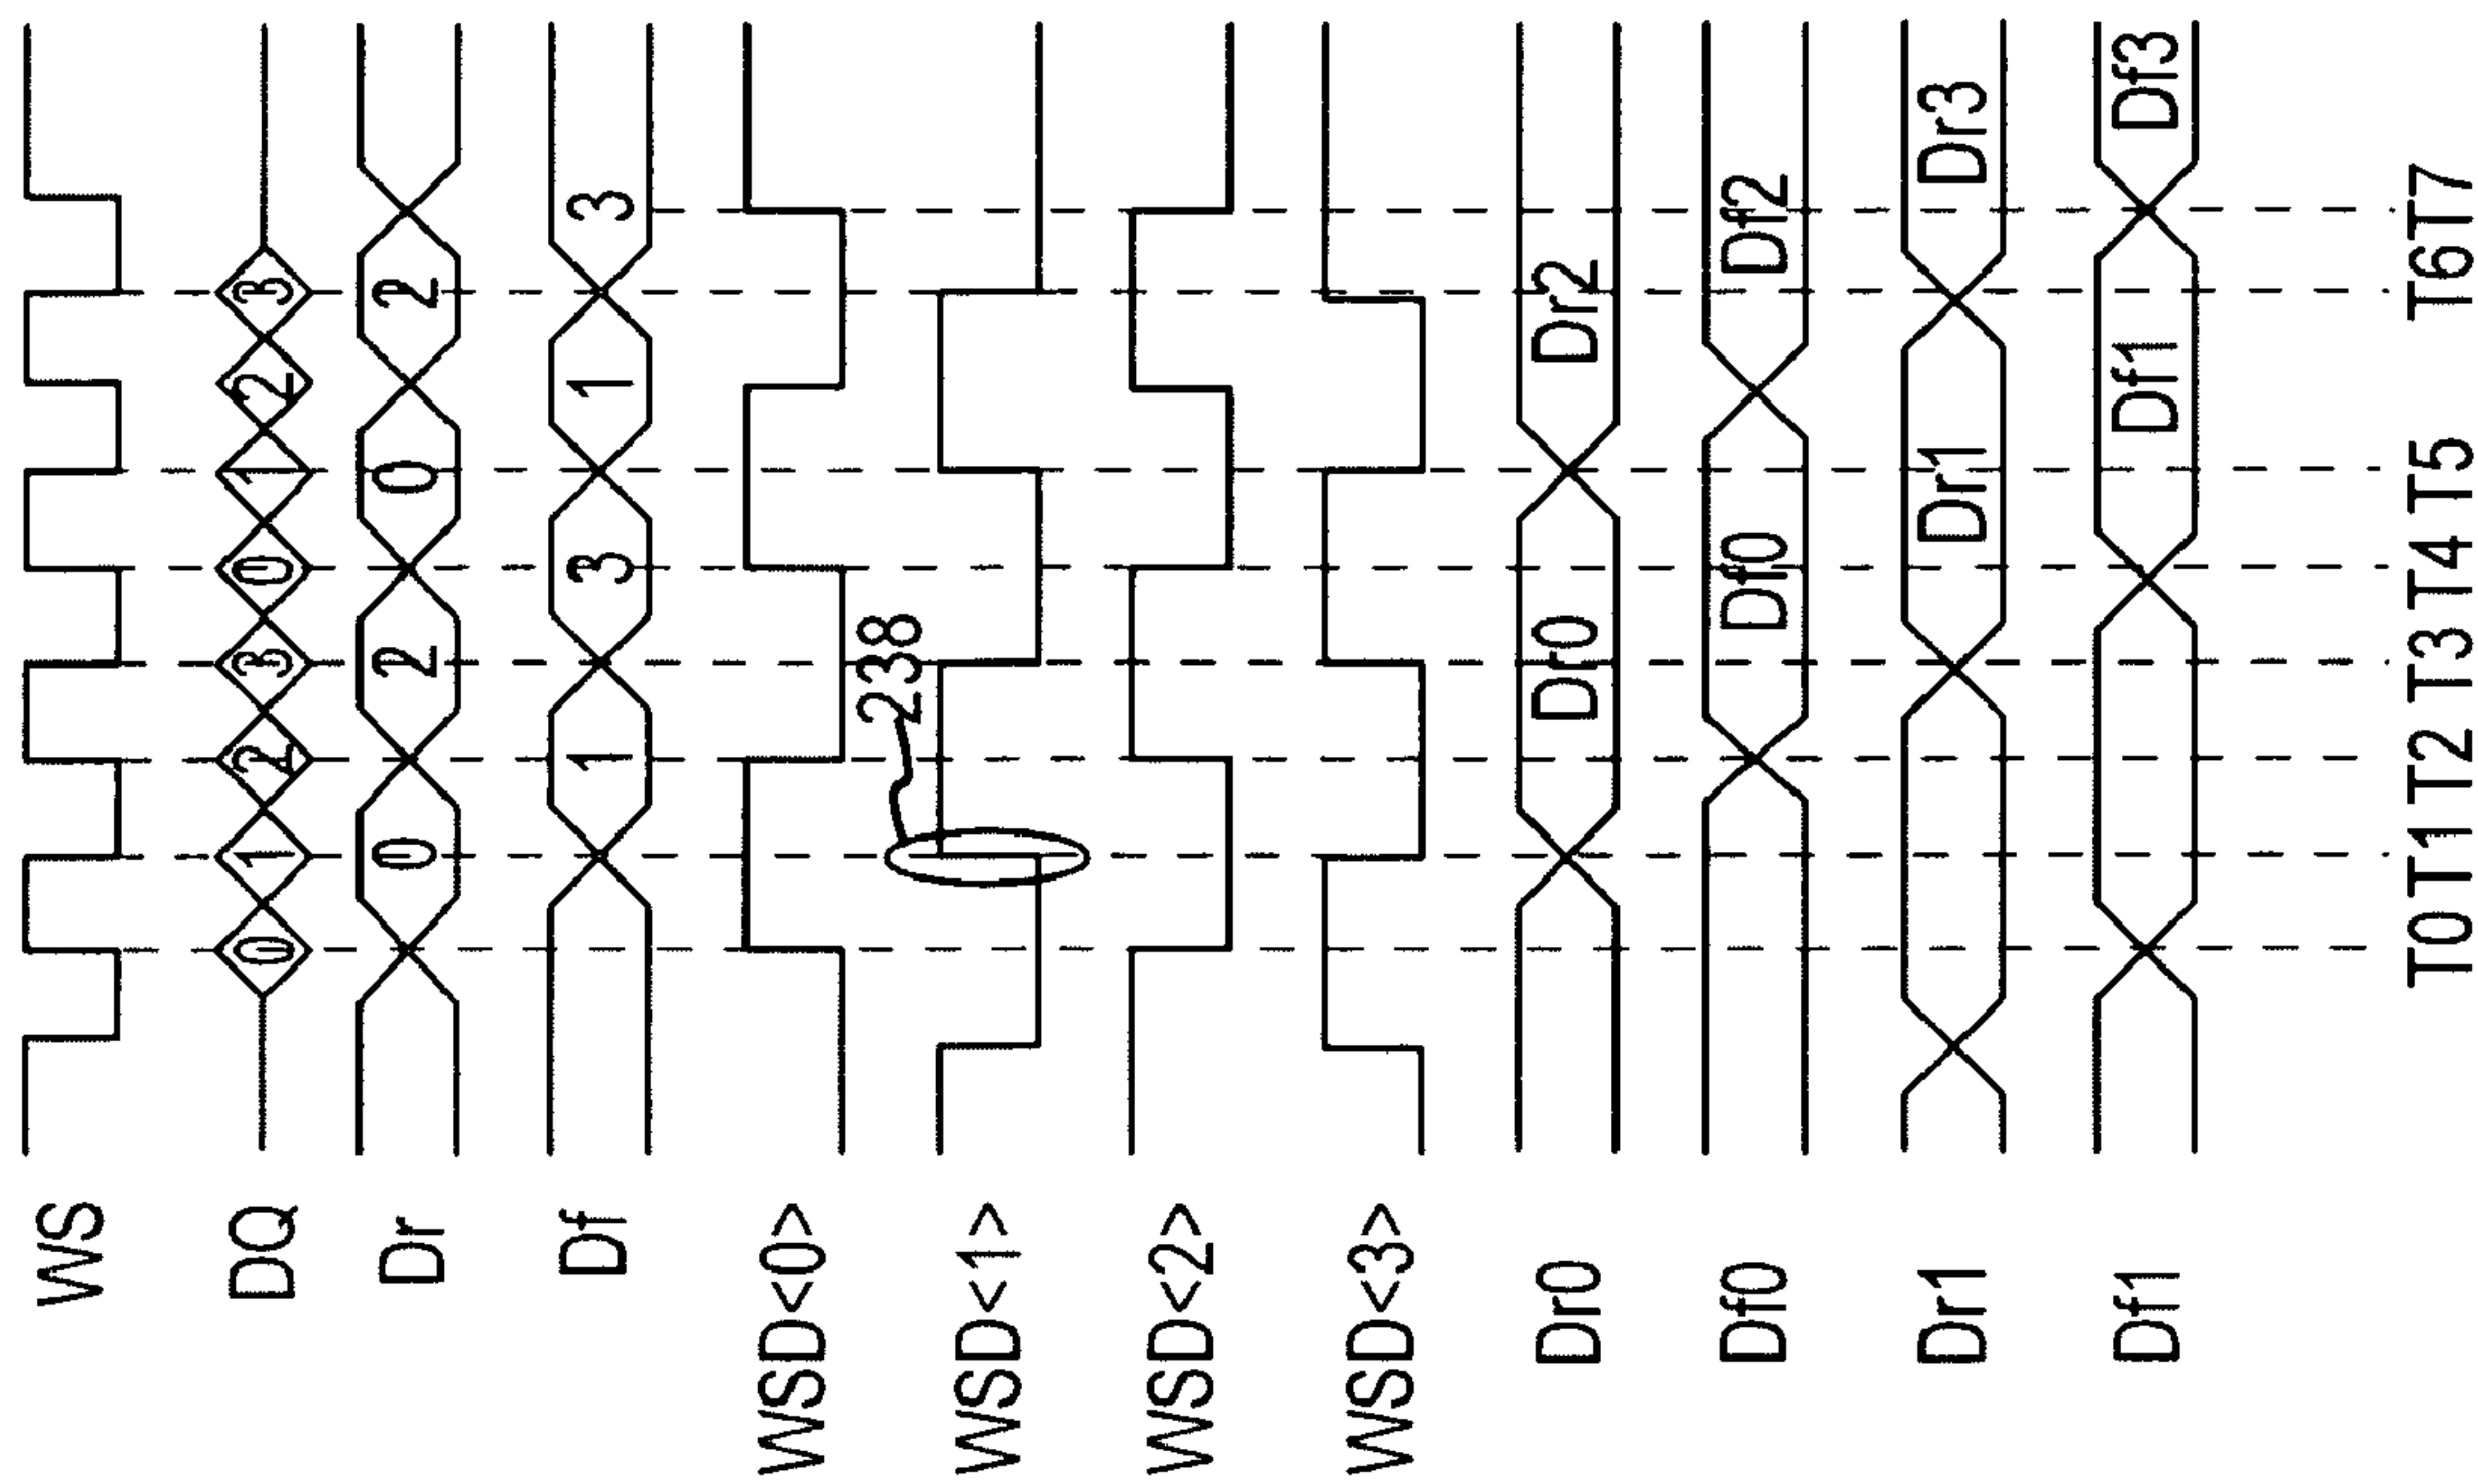 WS
DQ 0 1 2 3 0 1 2 3
Dr 0 2 0 2
Df 1 3 1 3
WSD<0>
238
WSD<1>
WSD<2>
WSD<3>
Dr0 Dr0 Dr2
Df0 Df0 Df2
Dr1 Dr1 Dr3
Df1 Df1 Df3
T0 T1 T2 T3 T4 T5 T6 T7